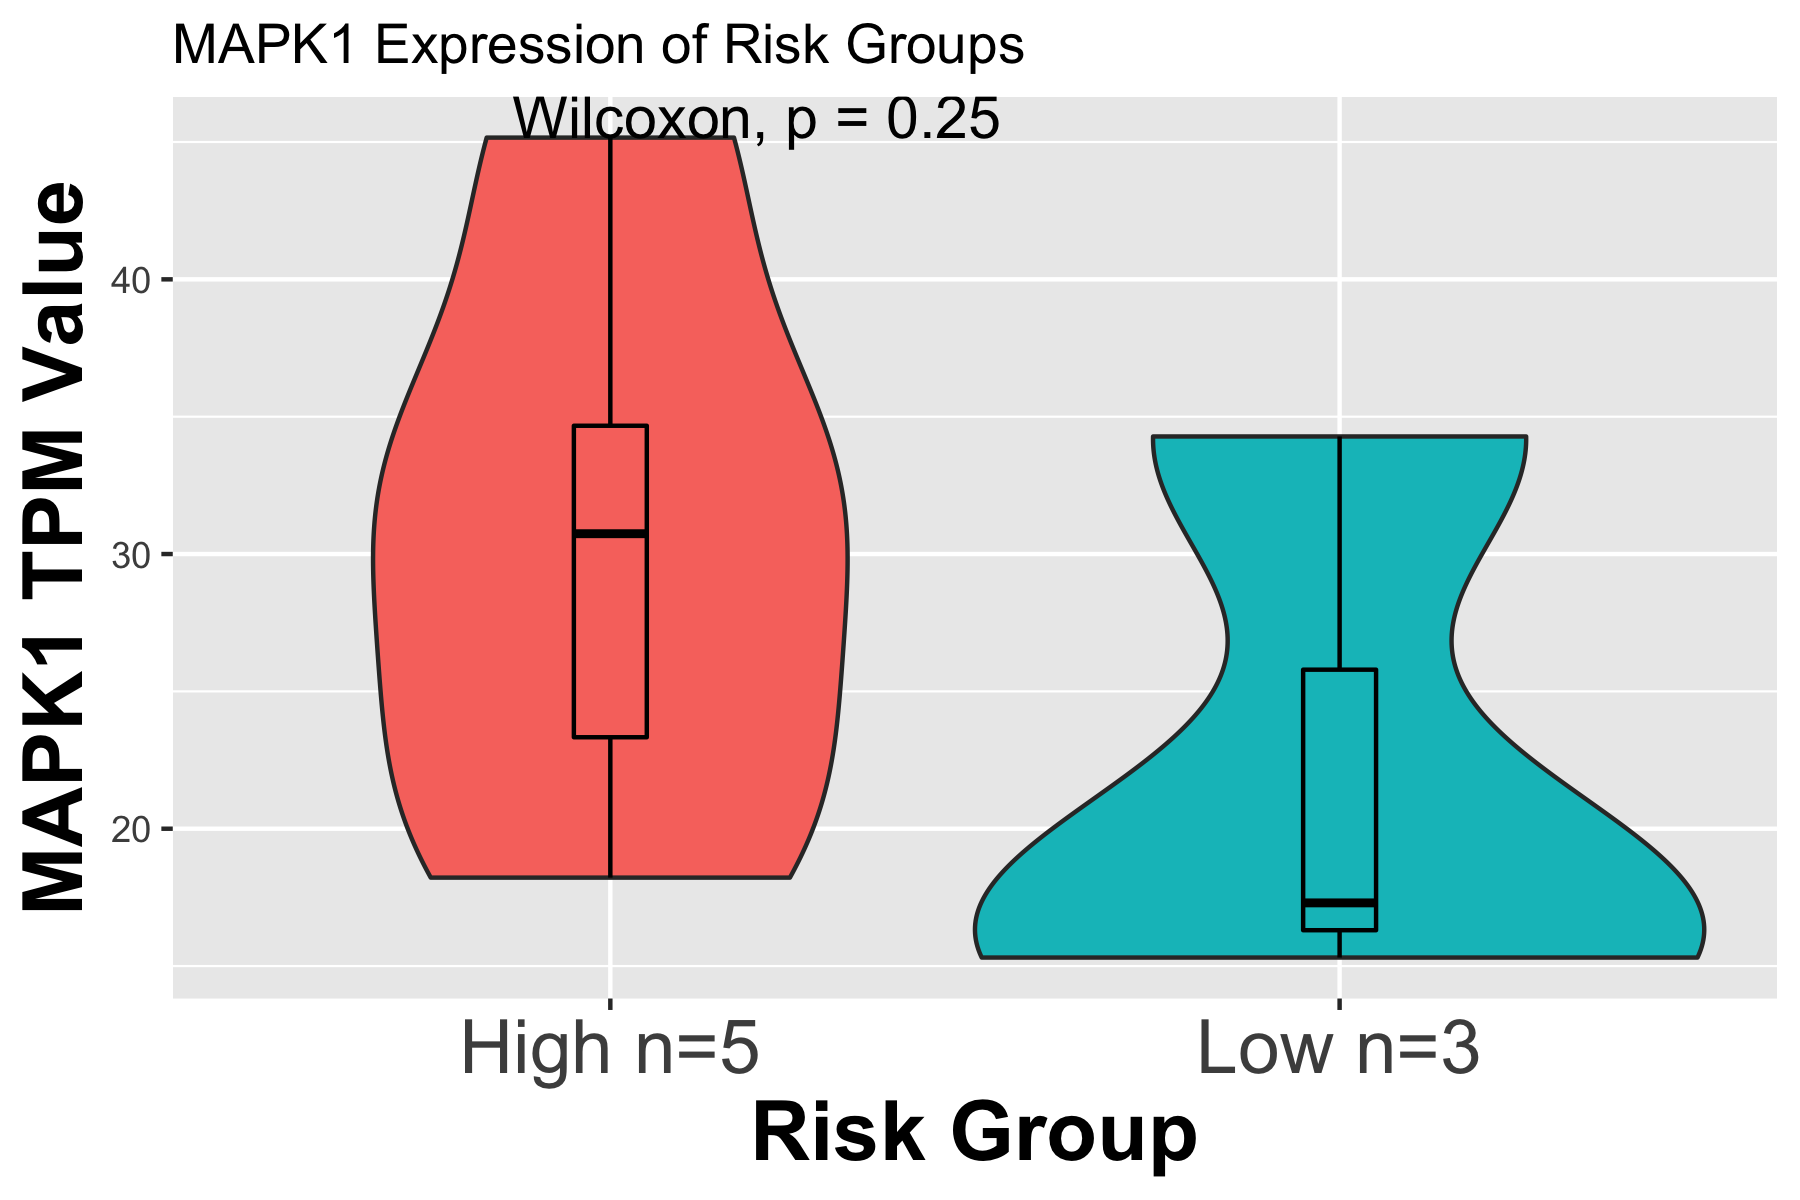 MAPK1 Expression of Risk Groups
Wilcoxon, p = 0.25
MAPK1 TPM Value
40
30
20
High n=5
Low n=3
Risk Group